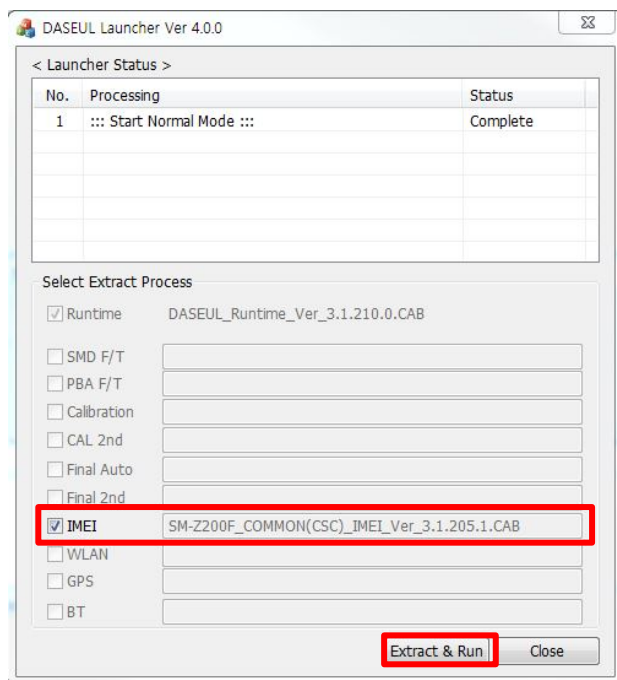 DASEUL Launcher Ver 4.0.0
< Launcher Status >
No. Processing Status
1 ::: Start Normal Mode ::: Complete
Select Extract Process
Runtime DASEUL_Runtime_Ver_3.1.210.0.CAB
SMD F/T
PBA F/T
Calibration
CAL 2nd
Final Auto
Final 2nd
IMEI SM-Z200F_COMMON(CSC)_IMEI_Ver_3.1.205.1.CAB
WLAN
GPS
BT
Extract & Run Close